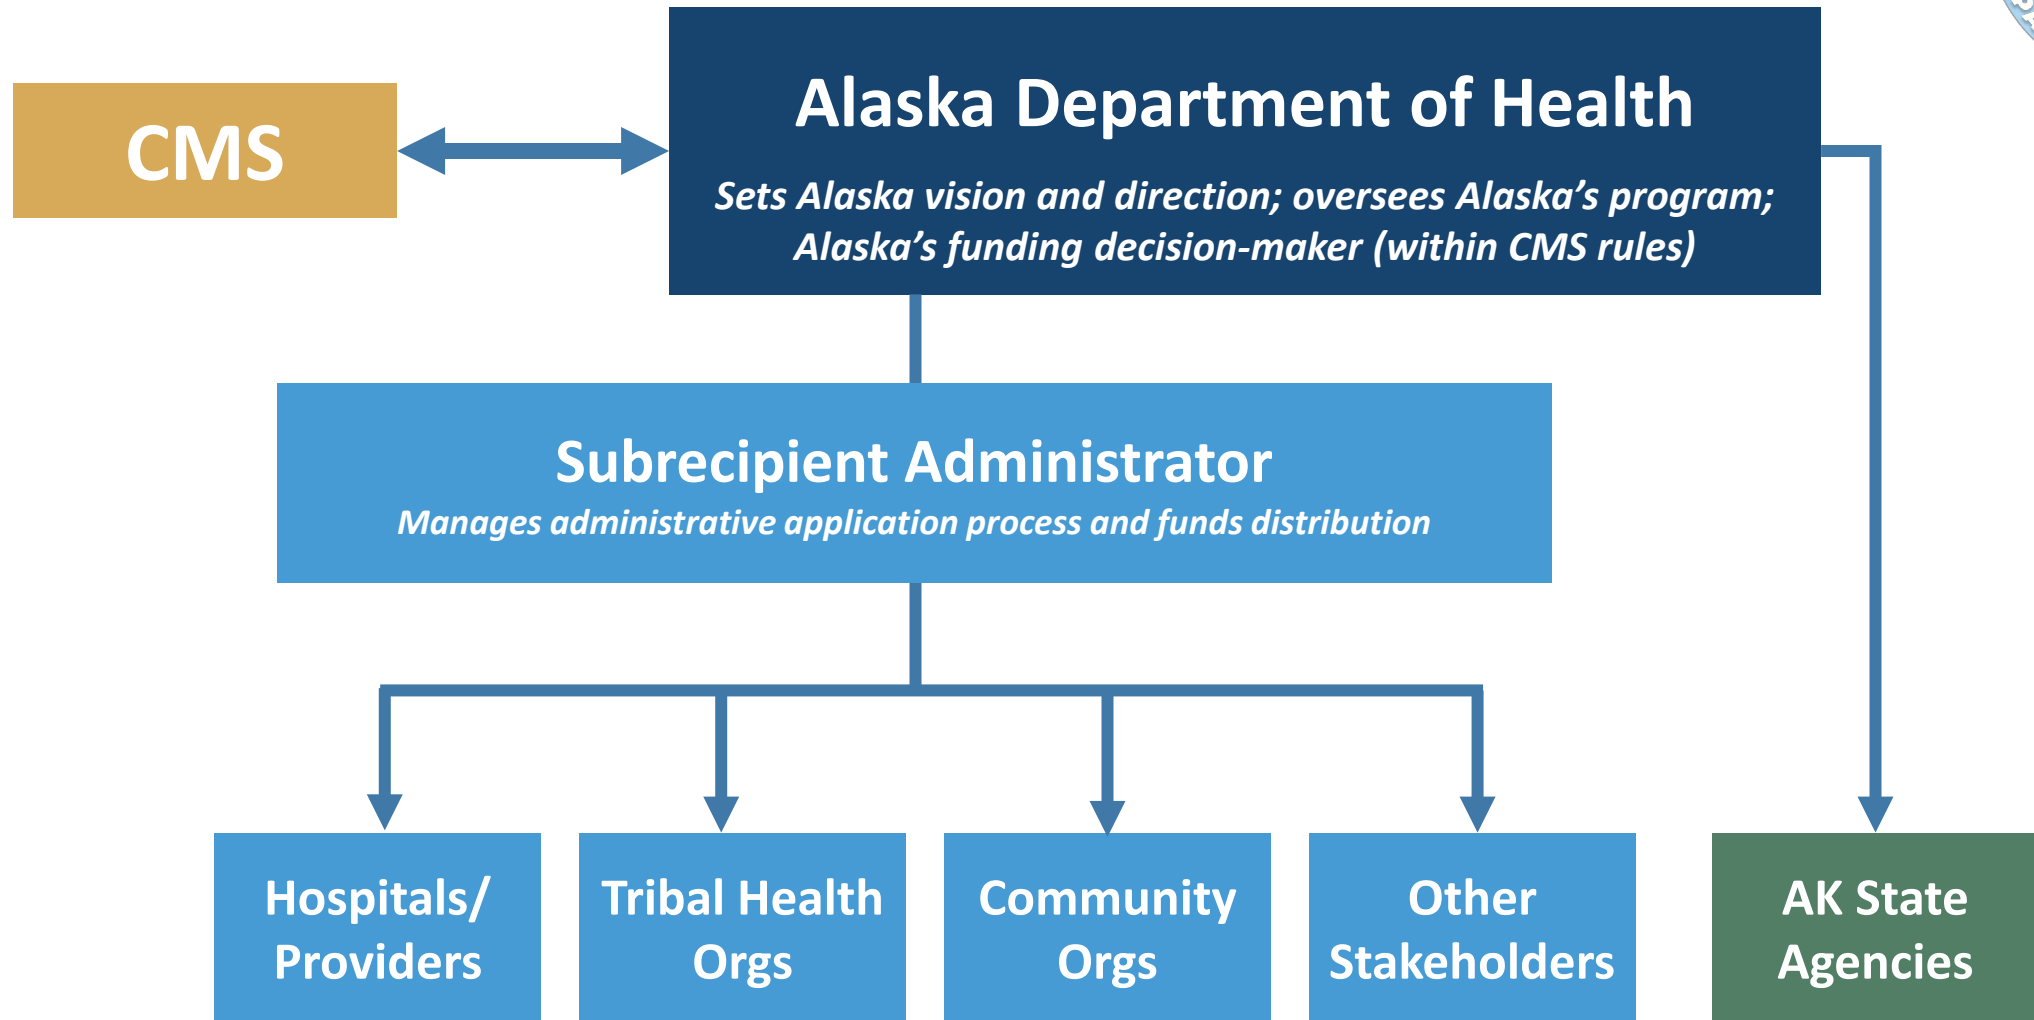 CMS
Alaska Department of Health
Sets Alaska vision and direction; oversees Alaska’s program;
Alaska’s funding decision-maker (within CMS rules)
Subrecipient Administrator
Manages administrative application process and funds distribution
Hospitals/
Providers
Tribal Health
Orgs
Community
Orgs
Other
Stakeholders
AK State
Agencies